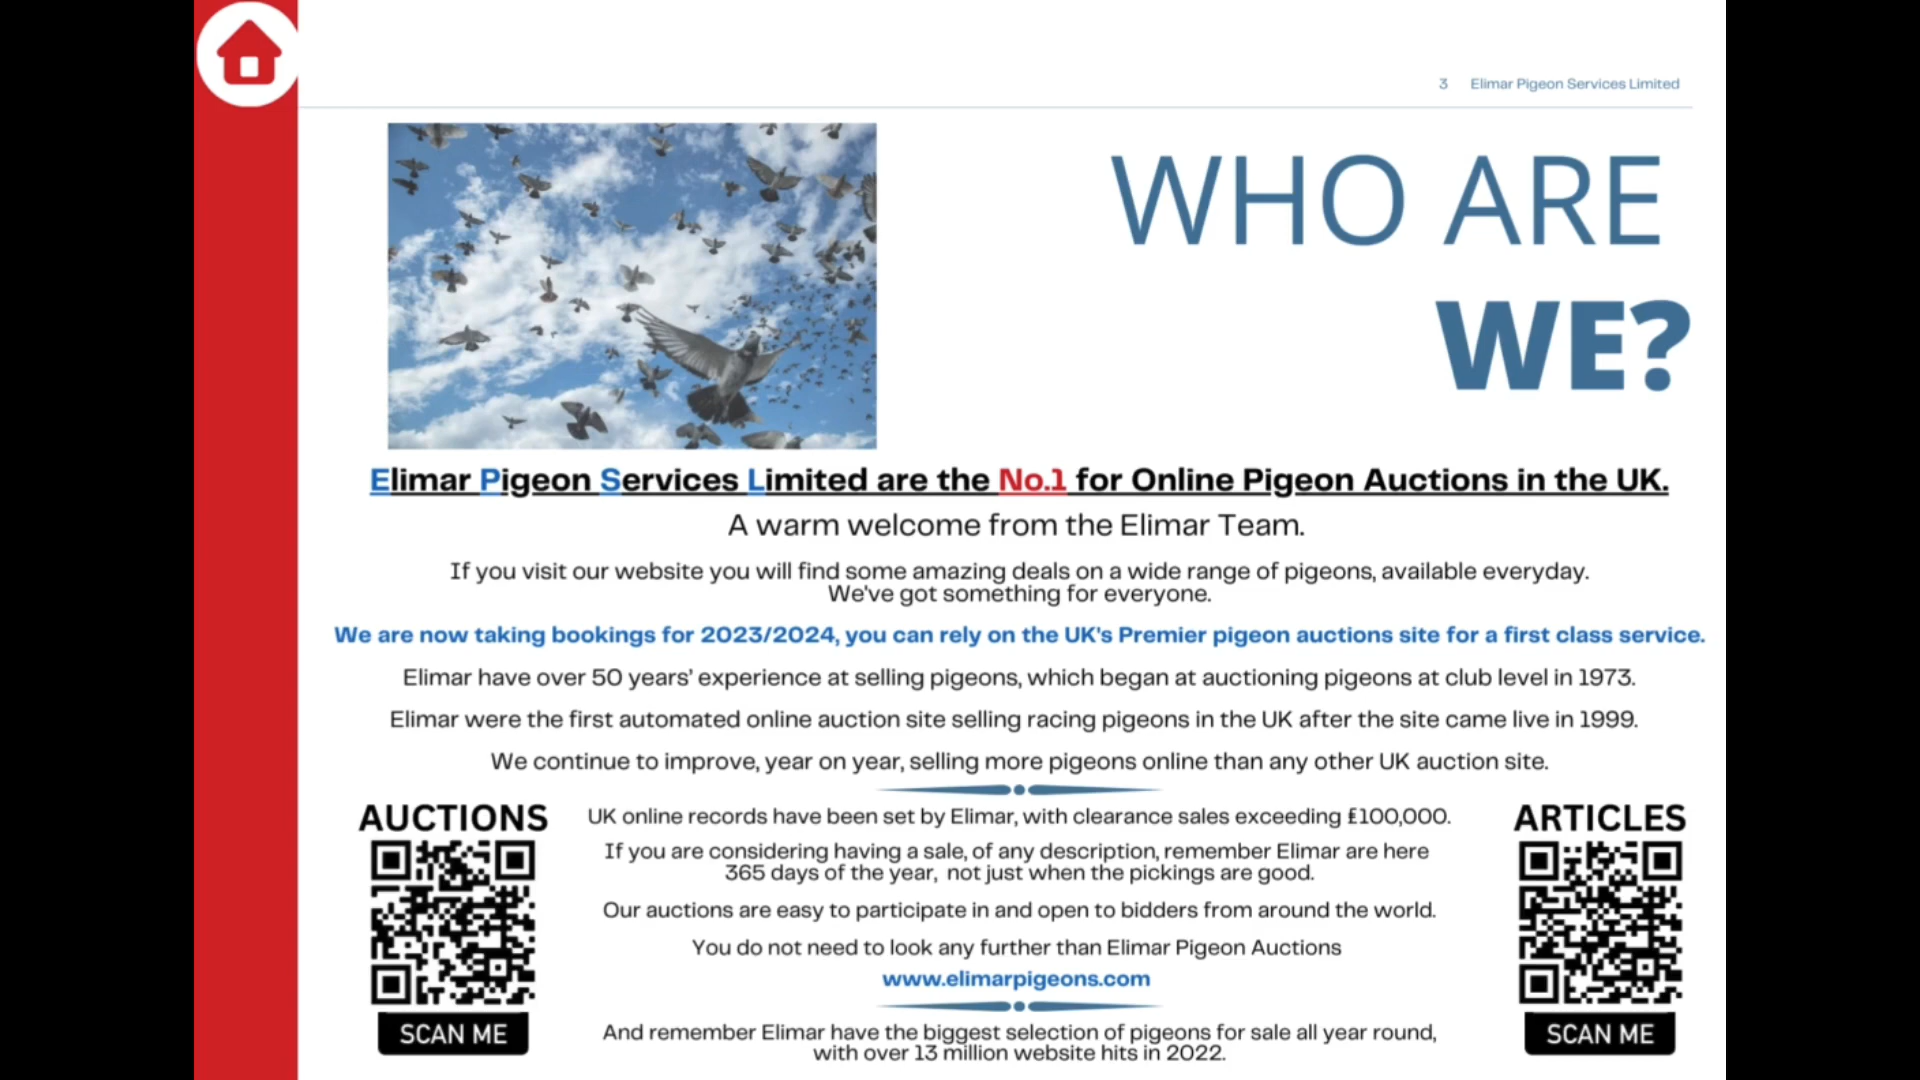 3 Elimar Pigeon Services Limited
WHO ARE
WE?
Elimar Pigeon Services Limited are the No.1 for Online Pigeon Auctions in the UK.
A warm welcome from the Elimar Team.
If you visit our website you will find some amazing deals on a wide range of pigeons, available everyday.
We've got something for everyone.
We are now taking bookings for 2023/2024, you can rely on the UK's Premier pigeon auctions site for a first class service.
Elimar have over 50 years' experience at selling pigeons, which began at auctioning pigeons at club level in 1973.
Elimar were the first automated online auction site selling racing pigeons in the UK after the site came live in 1999.
We continue to improve, year on year, selling more pigeons online than any other UK auction site.
AUCTIONS
SCAN ME
UK online records have been set by Elimar, with clearance sales exceeding £100,000.
If you are considering having a sale, of any description, remember Elimar are here
365 days of the year, not just when the pickings are good.
Our auctions are easy to participate in and open to bidders from around the world.
You do not need to look any further than Elimar Pigeon Auctions
www.elimarpigeons.com
And remember Elimar have the biggest selection of pigeons for sale all year round,
with over 13 million website hits in 2022.
ARTICLES
SCAN ME